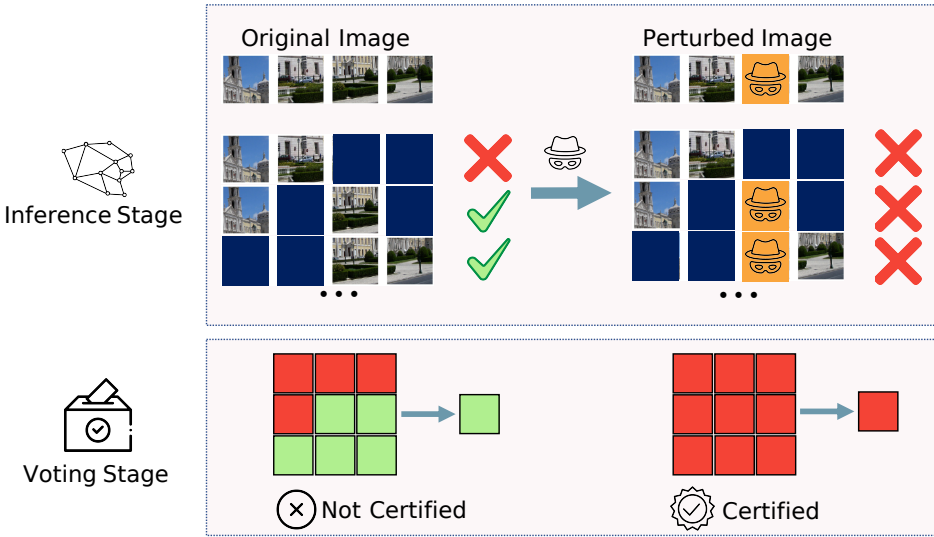 Original Image
Perturbed Image
Inference Stage
• • •
• • •
Voting Stage
Not Certified
Certified